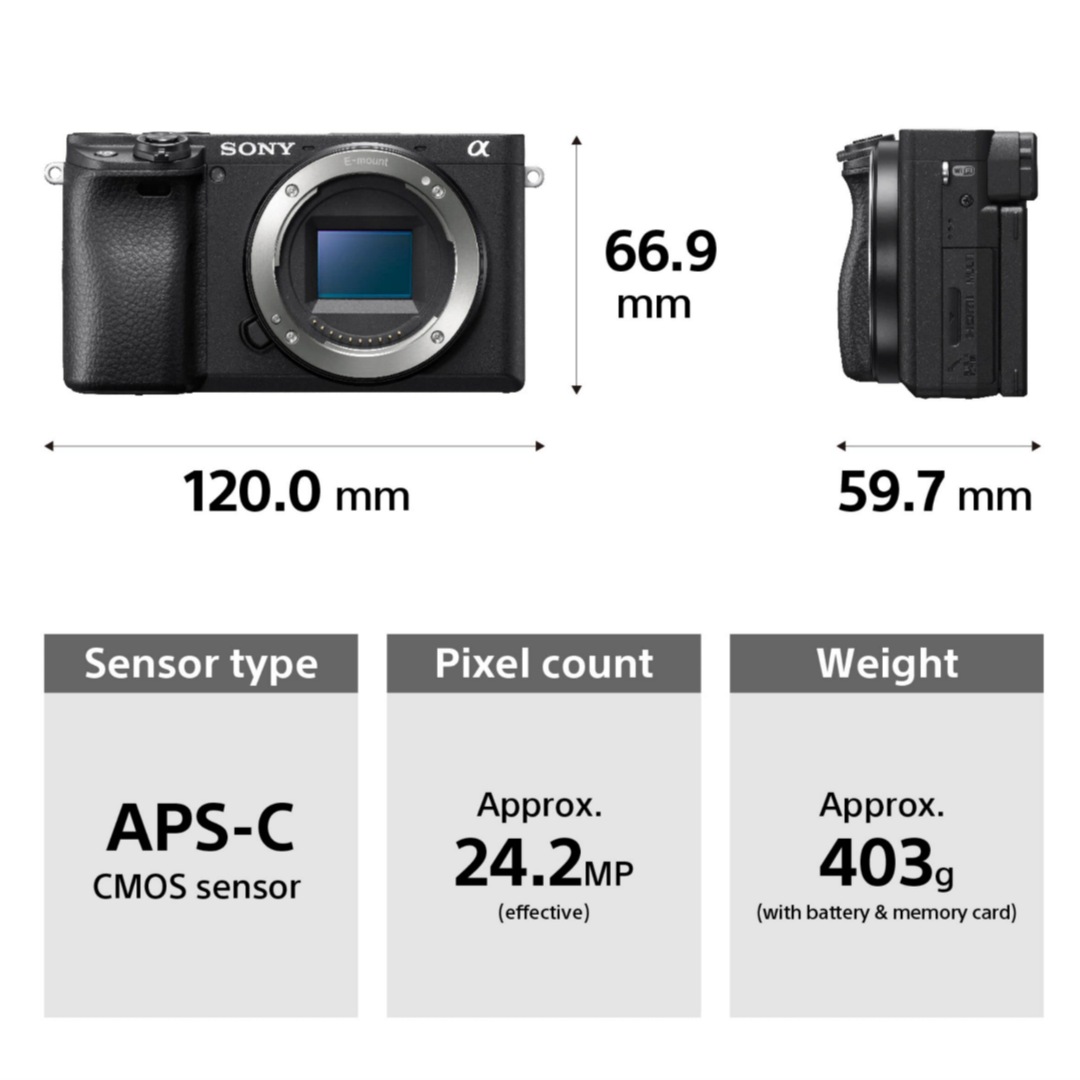 SONY
α
E-mount
66.9
mm
120.0 mm
59.7 mm
Sensor type
Pixel count
Weight
APS-C
CMOS sensor
Approx.
24.2MP
(effective)
Approx.
403g
(with battery & memory card)